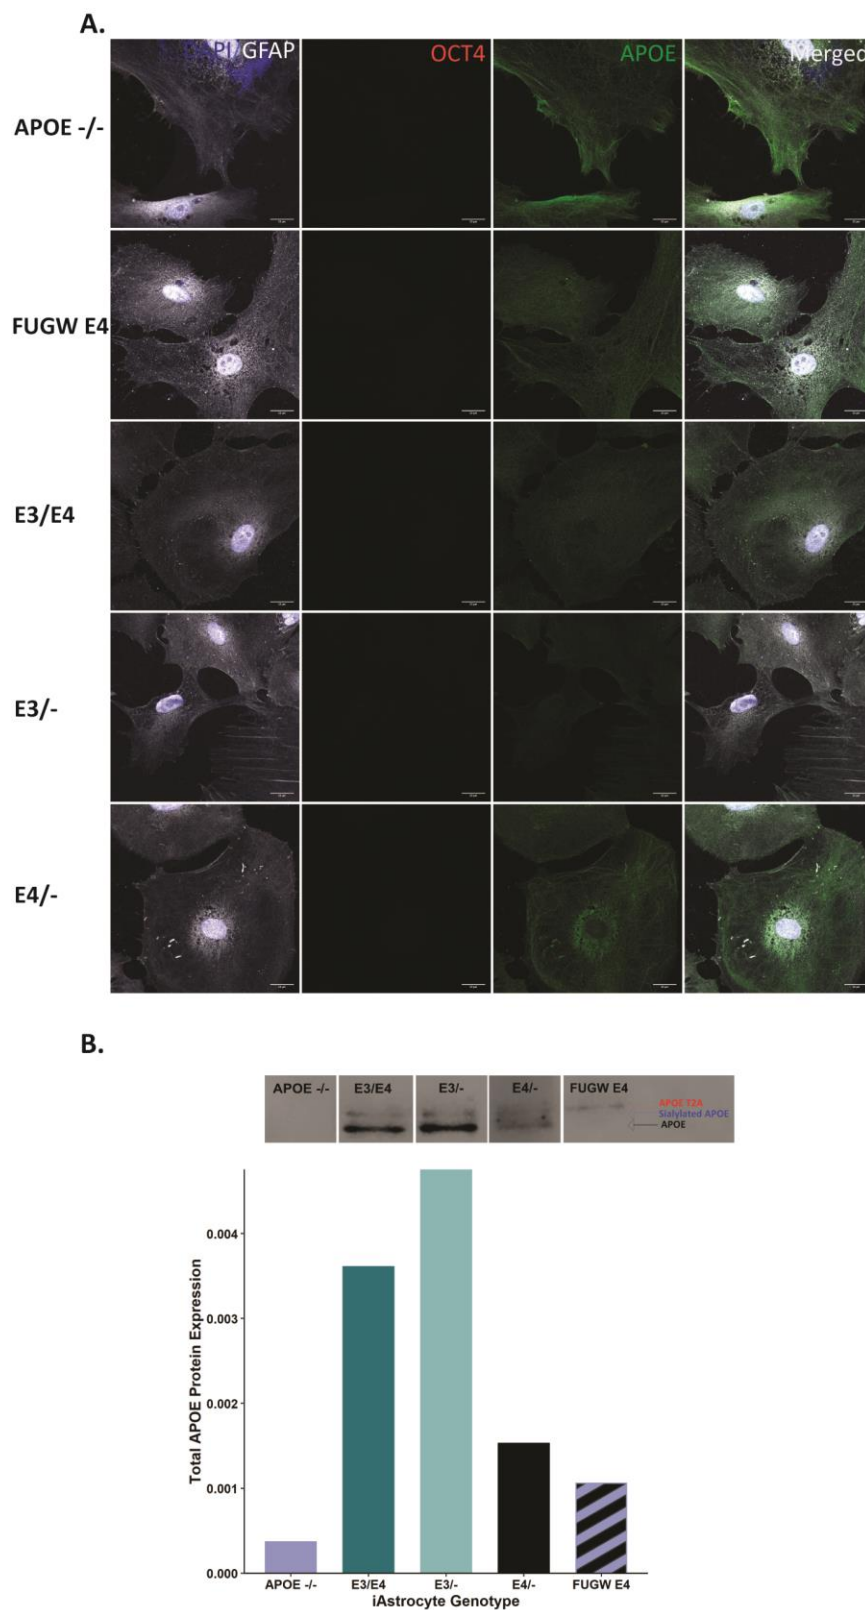 A.
DAPI/GFAP OCT4 APOE Merged
APOE -/-
FUGW E4
E3/E4
E3/-
E4/-
B.
APOE -/- E3/E4 E3/- E4/- FUGW E4
APOE T2A
Sialylated APOE
APOE
Total APOE Protein Expression
0.004
0.003
0.002
0.001
0.000
APOE -/- E3/E4 E3/- E4/- FUGW E4
iAstrocyte Genotype